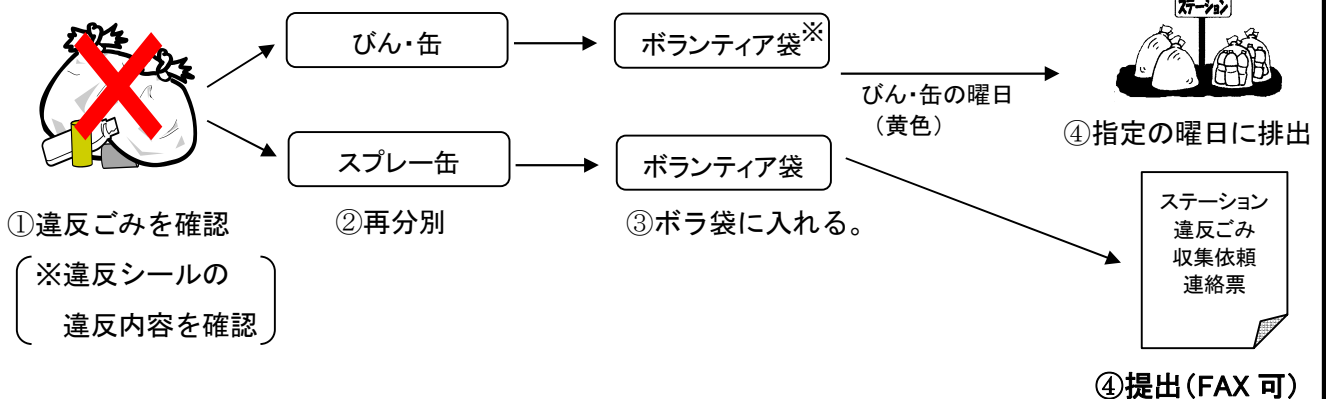 ステーション
びん・缶
ボランティア袋※
びん・缶の曜日
（黄色）
④指定の曜日に排出
スプレー缶
ボランティア袋
①違反ごみを確認
②再分別
③ボラ袋に入れる。
※違反シールの
違反内容を確認
ステーション
違反ごみ
収集依頼
連絡票
④提出（FAX 可）